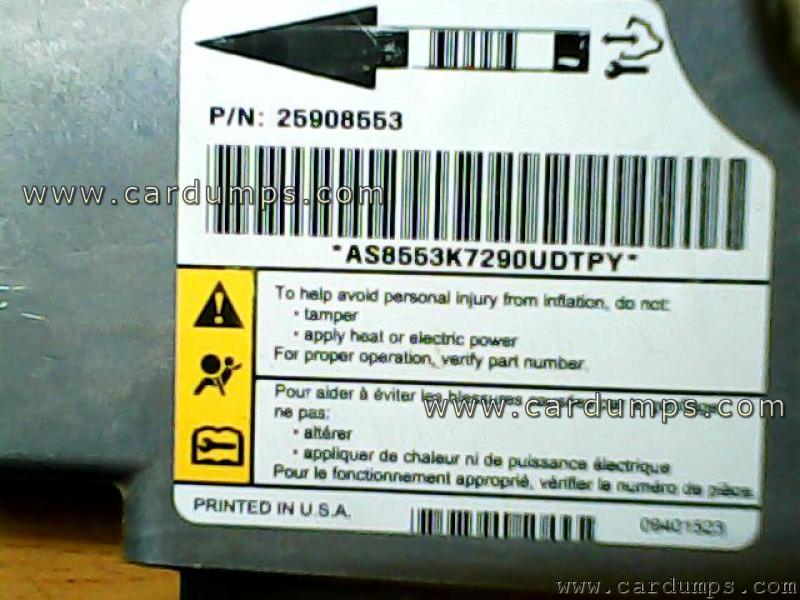 P/N: 25908553
www.cardumps.com
*AS8553K7290UDTPY*
To help avoid personal injury from inflation, do not:
• tamper
• apply heat or electric power
For proper operation, verify part number.
Pour aider à éviter les blessures
www.cardumps.com
ne pas:
• altérer
• appliquer de chaleur ni de puissance électrique
Pour le fonctionnement approprié, vérifier le numéro de pièce.
PRINTED IN U.S.A.
09401523
www.cardumps.com